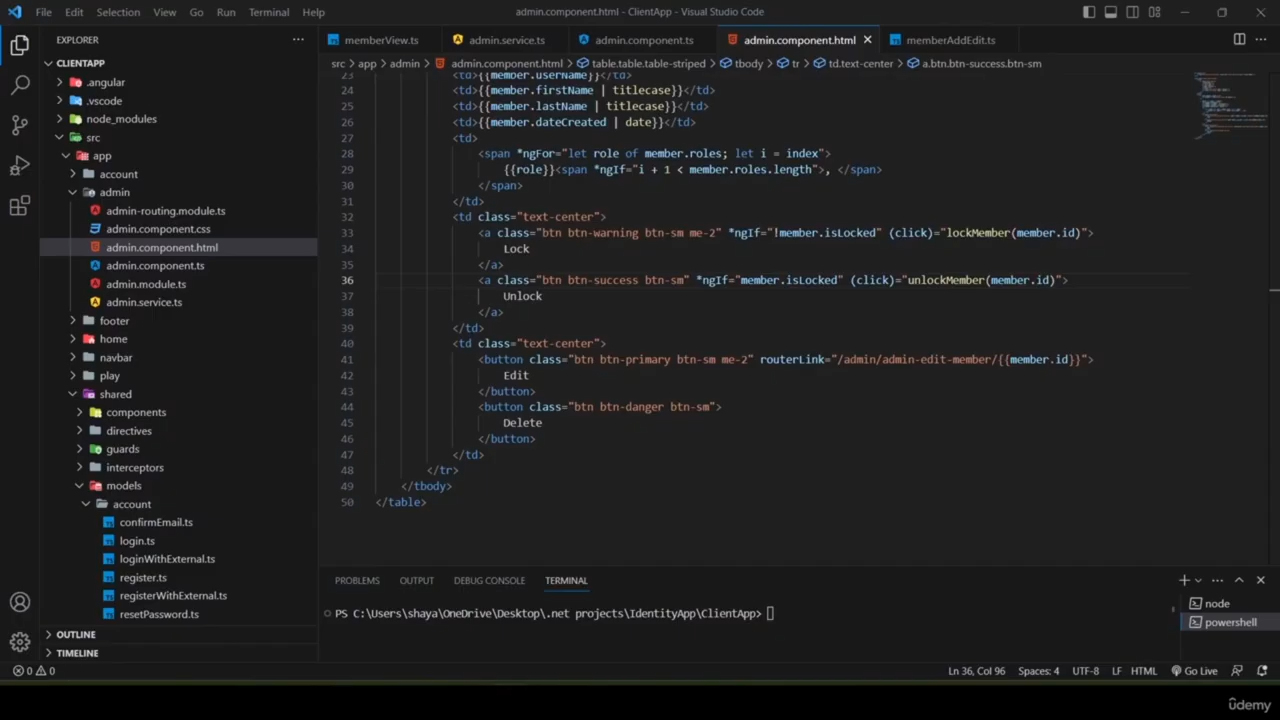 File Edit Selection View Go Run Terminal Help
admin.component.html - ClientApp - Visual Studio Code
EXPLORER
CLIENTAPP
.angular
.vscode
node_modules
src
app
account
admin
admin-routing.module.ts
admin.component.css
admin.component.html
admin.component.ts
admin.module.ts
admin.service.ts
footer
home
navbar
play
shared
components
directives
guards
interceptors
models
account
confirmEmail.ts
login.ts
loginWithExternal.ts
register.ts
registerWithExternal.ts
resetPassword.ts
OUTLINE
TIMELINE
memberView.ts admin.service.ts admin.component.ts admin.component.html memberAddEdit.ts
src > app > admin > admin.component.html > table.table.table-striped > tbody > tr > td.text-center > a.btn.btn-success.btn-sm
23 <td>{{member.userName}}</td>
24 <td>{{member.firstName | titlecase}}</td>
25 <td>{{member.lastName | titlecase}}</td>
26 <td>{{member.dateCreated | date}}</td>
27 <td>
28 <span *ngFor="let role of member.roles; let i = index">
29 {{role}}<span *ngIf="i + 1 < member.roles.length">, </span>
30 </span>
31 </td>
32 <td class="text-center">
33 <a class="btn btn-warning btn-sm me-2" *ngIf="!member.isLocked" (click)="lockMember(member.id)">
34 Lock
35 </a>
36 <a class="btn btn-success btn-sm" *ngIf="member.isLocked" (click)="unlockMember(member.id)">
37 Unlock
38 </a>
39 </td>
40 <td class="text-center">
41 <button class="btn btn-primary btn-sm me-2" routerLink="/admin/admin-edit-member/{{member.id}}">
42 Edit
43 </button>
44 <button class="btn btn-danger btn-sm">
45 Delete
46 </button>
47 </td>
48 </tr>
49 </tbody>
50 </table>
PROBLEMS OUTPUT DEBUG CONSOLE TERMINAL
PS C:\Users\shaya\OneDrive\Desktop\.net projects\IdentityApp\ClientApp>
node
powershell
0 0
Ln 36, Col 96 Spaces: 4 UTF-8 LF HTML Go Live
ûdemy